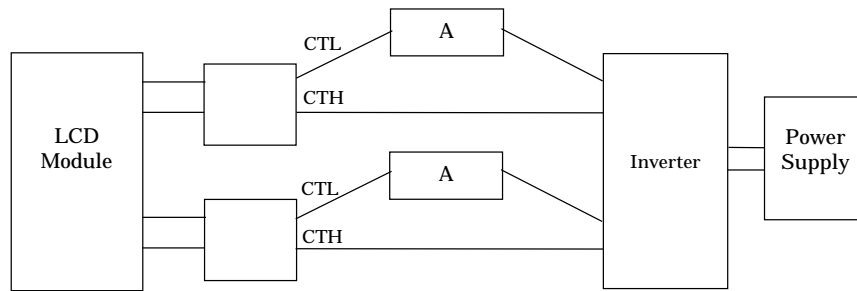 CTL
A
CTH
LCD
Module
Inverter
Power
Supply
CTL
A
CTH